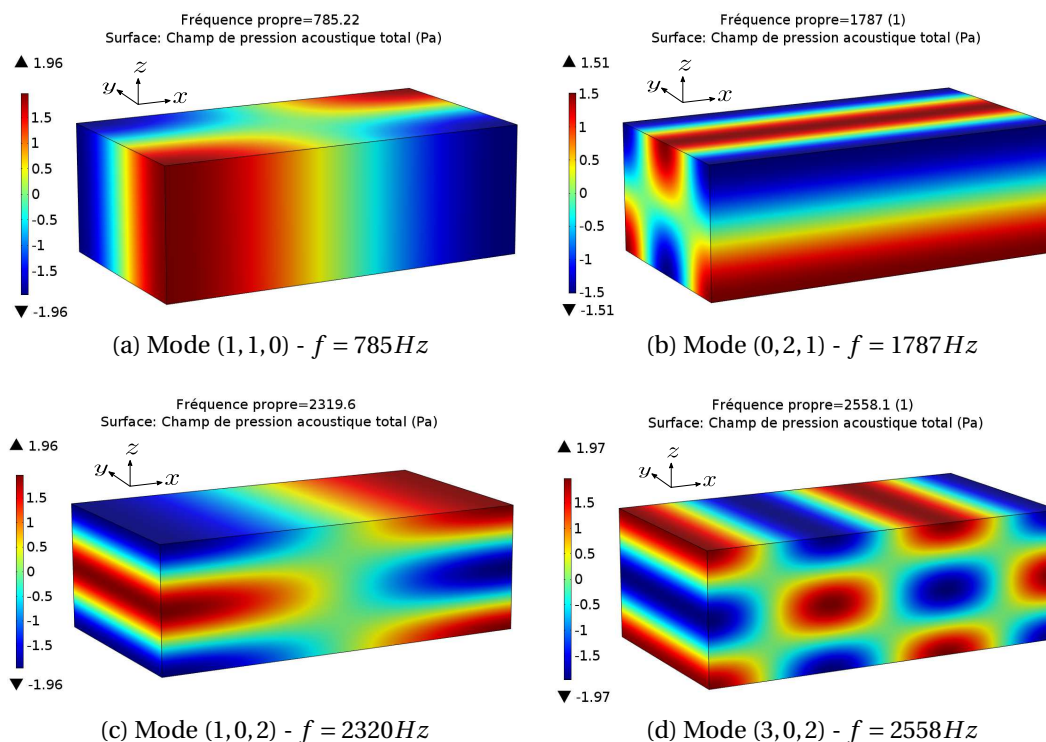 Fréquence propre=785.22
Surface: Champ de pression acoustique total (Pa)
▲ 1.96
z
y
x
1.5
1
0.5
0
-0.5
-1
-1.5
▼ -1.96
(a) Mode (1,1,0) - f = 785Hz
Fréquence propre=1787 (1)
Surface: Champ de pression acoustique total (Pa)
▲ 1.51
z
y
x
1.5
1
0.5
0
-0.5
-1
-1.5
▼ -1.51
(b) Mode (0,2,1) - f = 1787Hz
Fréquence propre=2319.6
Surface: Champ de pression acoustique total (Pa)
▲ 1.96
z
y
x
1.5
1
0.5
0
-0.5
-1
-1.5
▼ -1.96
(c) Mode (1,0,2) - f = 2320Hz
Fréquence propre=2558.1 (1)
Surface: Champ de pression acoustique total (Pa)
▲ 1.97
z
y
x
1.5
1
0.5
0
-0.5
-1
-1.5
▼ -1.97
(d) Mode (3,0,2) - f = 2558Hz